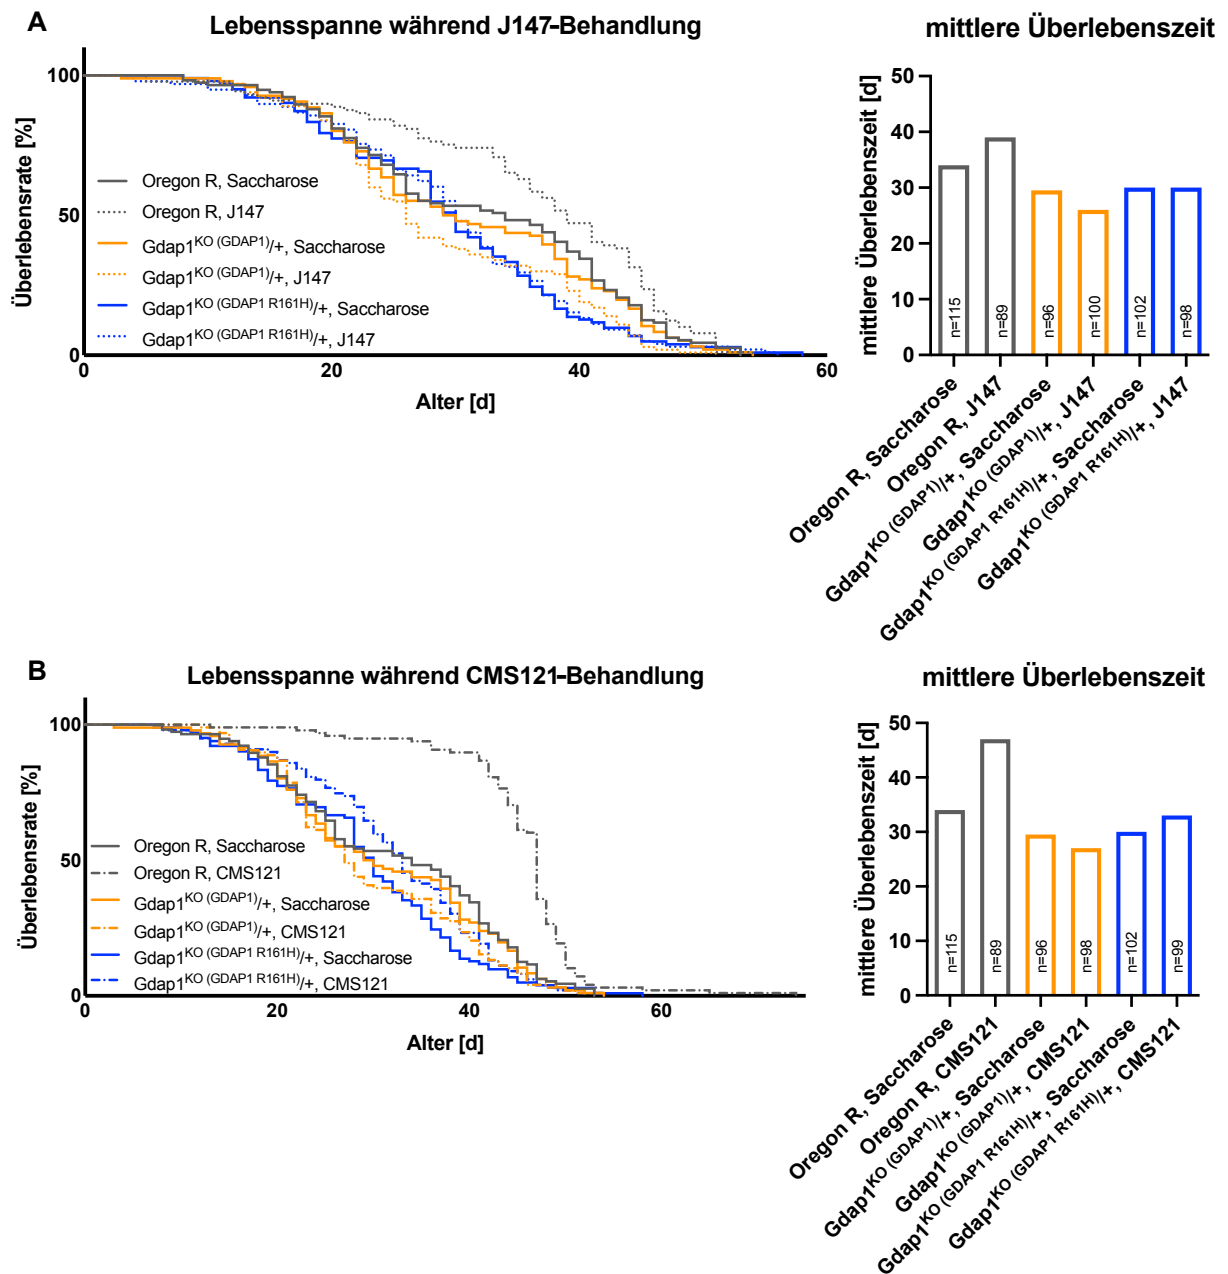 A
Lebensspanne während J147-Behandlung
mittlere Überlebenszeit
Überlebensrate [%]
100
50
0
Oregon R, Saccharose
Oregon R, J147
Gdap1KO (GDAP1)/+, Saccharose
Gdap1KO (GDAP1)/+, J147
Gdap1KO (GDAP1 R161H)/+, Saccharose
Gdap1KO (GDAP1 R161H)/+, J147
0 20 40 60
Alter [d]
mittlere Überlebenszeit [d]
50
40
30
20
10
0
n=115
n=89
n=96
n=100
n=102
n=98
Oregon R, Saccharose
Oregon R, J147
Gdap1KO (GDAP1)/+, Saccharose
Gdap1KO (GDAP1)/+, J147
Gdap1KO (GDAP1 R161H)/+, Saccharose
Gdap1KO (GDAP1 R161H)/+, J147
B
Lebensspanne während CMS121-Behandlung
mittlere Überlebenszeit
Überlebensrate [%]
100
50
0
Oregon R, Saccharose
Oregon R, CMS121
Gdap1KO (GDAP1)/+, Saccharose
Gdap1KO (GDAP1)/+, CMS121
Gdap1KO (GDAP1 R161H)/+, Saccharose
Gdap1KO (GDAP1 R161H)/+, CMS121
0 20 40 60
Alter [d]
mittlere Überlebenszeit [d]
50
40
30
20
10
0
n=115
n=89
n=96
n=98
n=102
n=99
Oregon R, Saccharose
Oregon R, CMS121
Gdap1KO (GDAP1)/+, Saccharose
Gdap1KO (GDAP1)/+, CMS121
Gdap1KO (GDAP1 R161H)/+, Saccharose
Gdap1KO (GDAP1 R161H)/+, CMS121